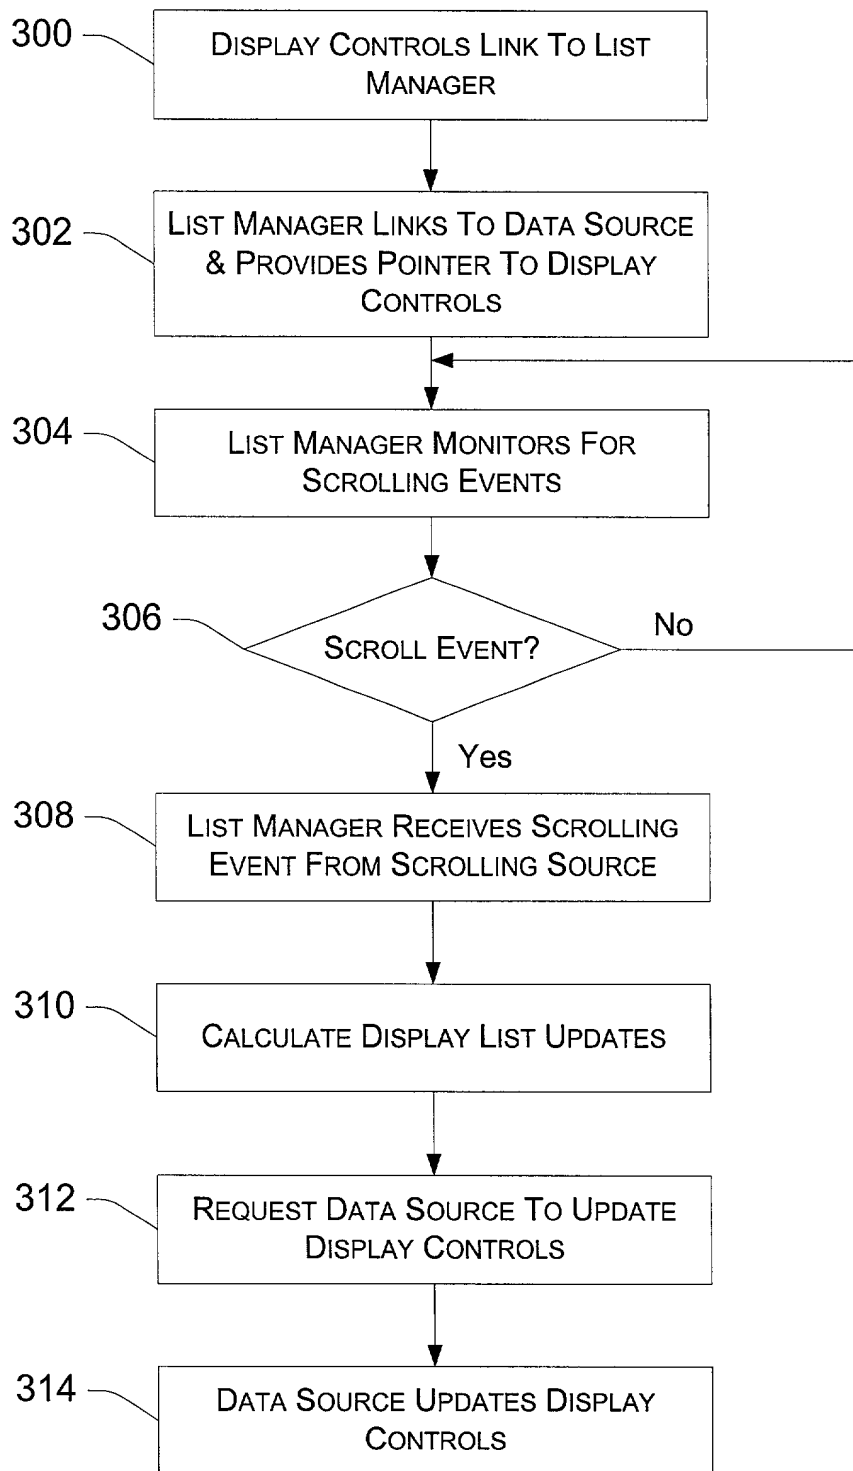 300
DISPLAY CONTROLS LINK TO LIST
MANAGER
302
LIST MANAGER LINKS TO DATA SOURCE
& PROVIDES POINTER TO DISPLAY
CONTROLS
304
LIST MANAGER MONITORS FOR
SCROLLING EVENTS
306
SCROLL EVENT?
No
Yes
308
LIST MANAGER RECEIVES SCROLLING
EVENT FROM SCROLLING SOURCE
310
CALCULATE DISPLAY LIST UPDATES
312
REQUEST DATA SOURCE TO UPDATE
DISPLAY CONTROLS
314
DATA SOURCE UPDATES DISPLAY
CONTROLS